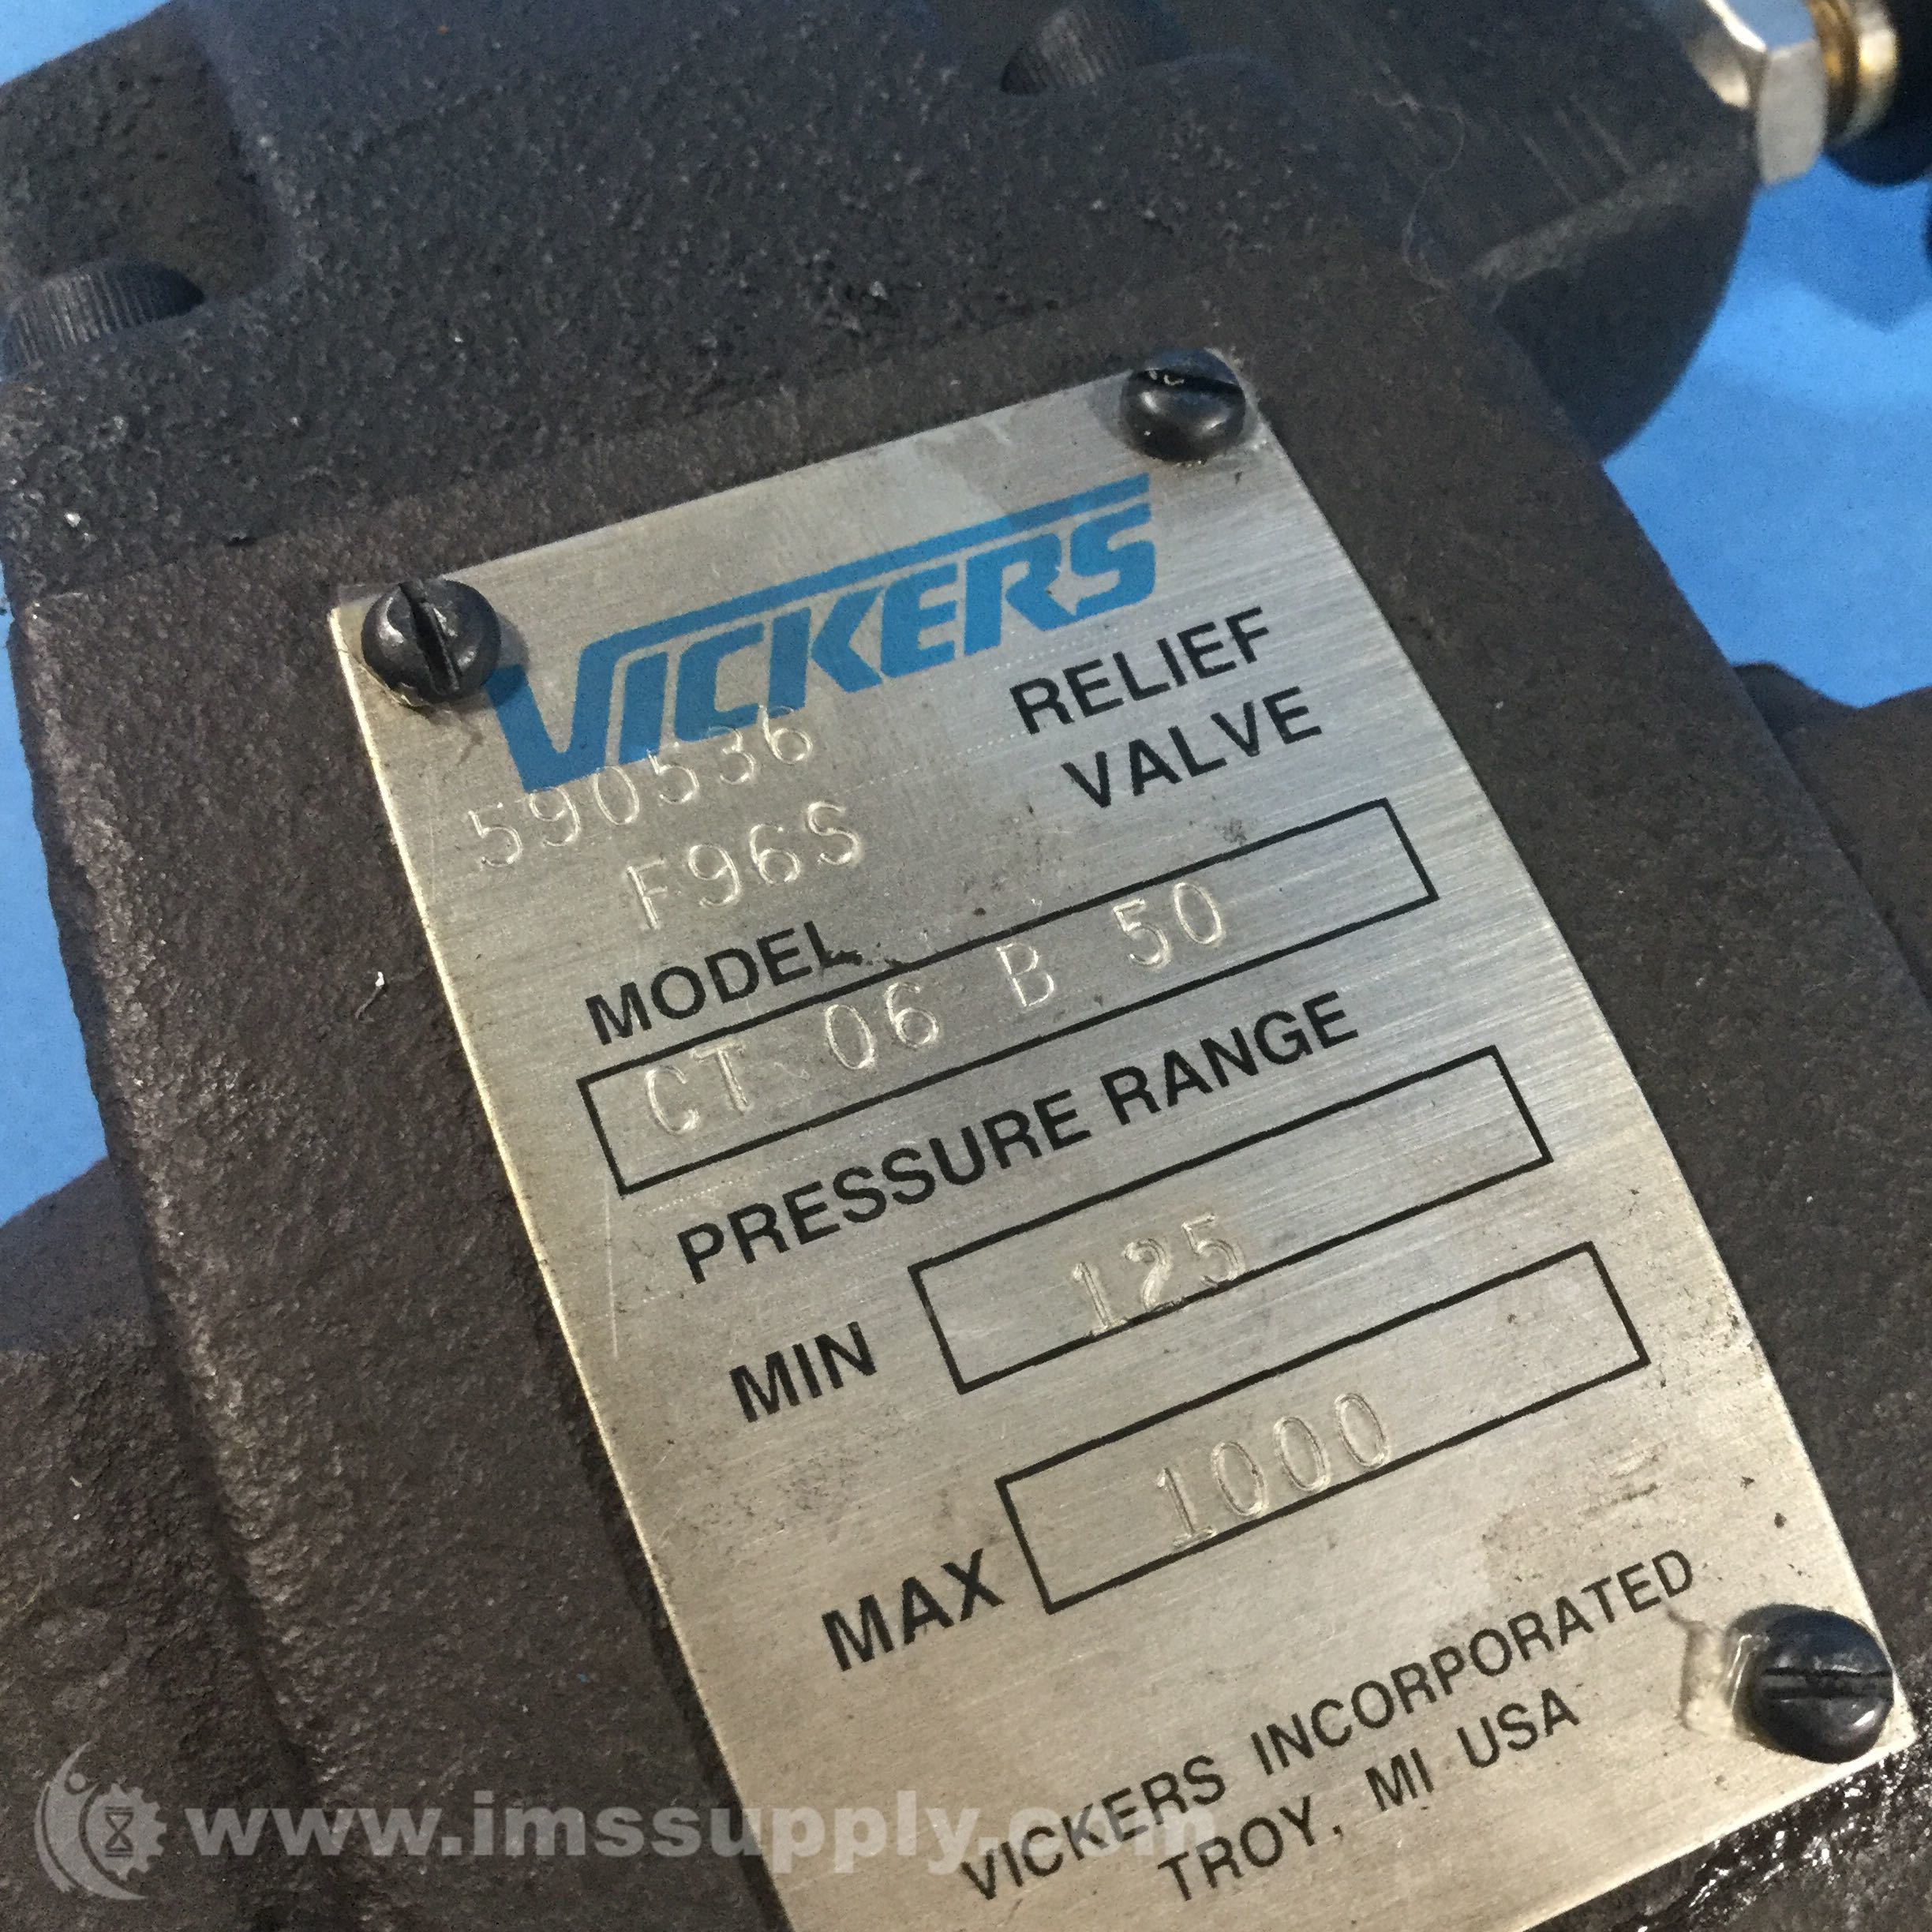 VICKERS
RELIEF
VALVE
590536
F96S
MODEL
CT 06 B 50
PRESSURE RANGE
MIN 125
MAX 1000
VICKERS INCORPORATED
TROY, MI USA
www.imssupply.com